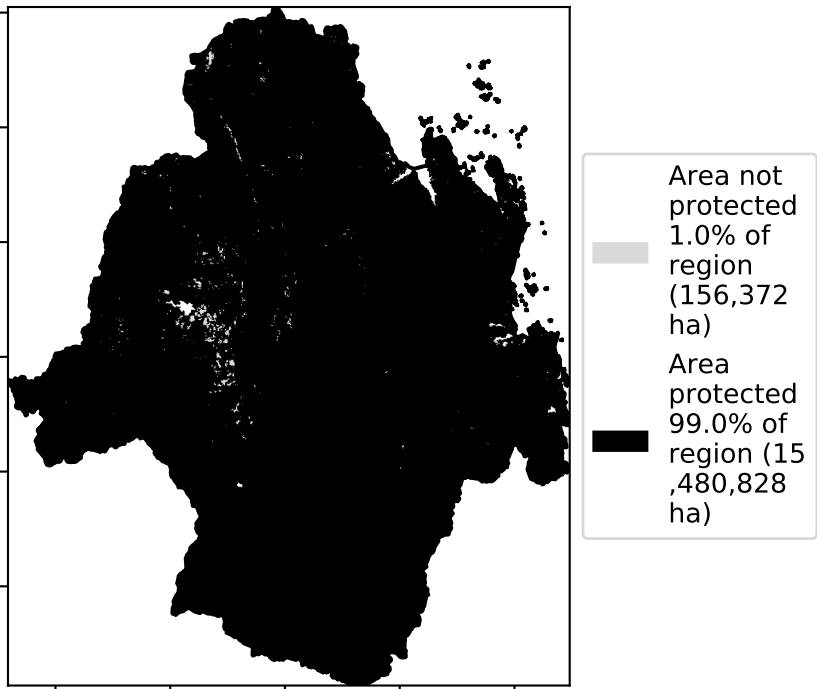 Area not
protected
1.0% of
region
(156,372
ha)
Area
protected
99.0% of
region (15
,480,828
ha)